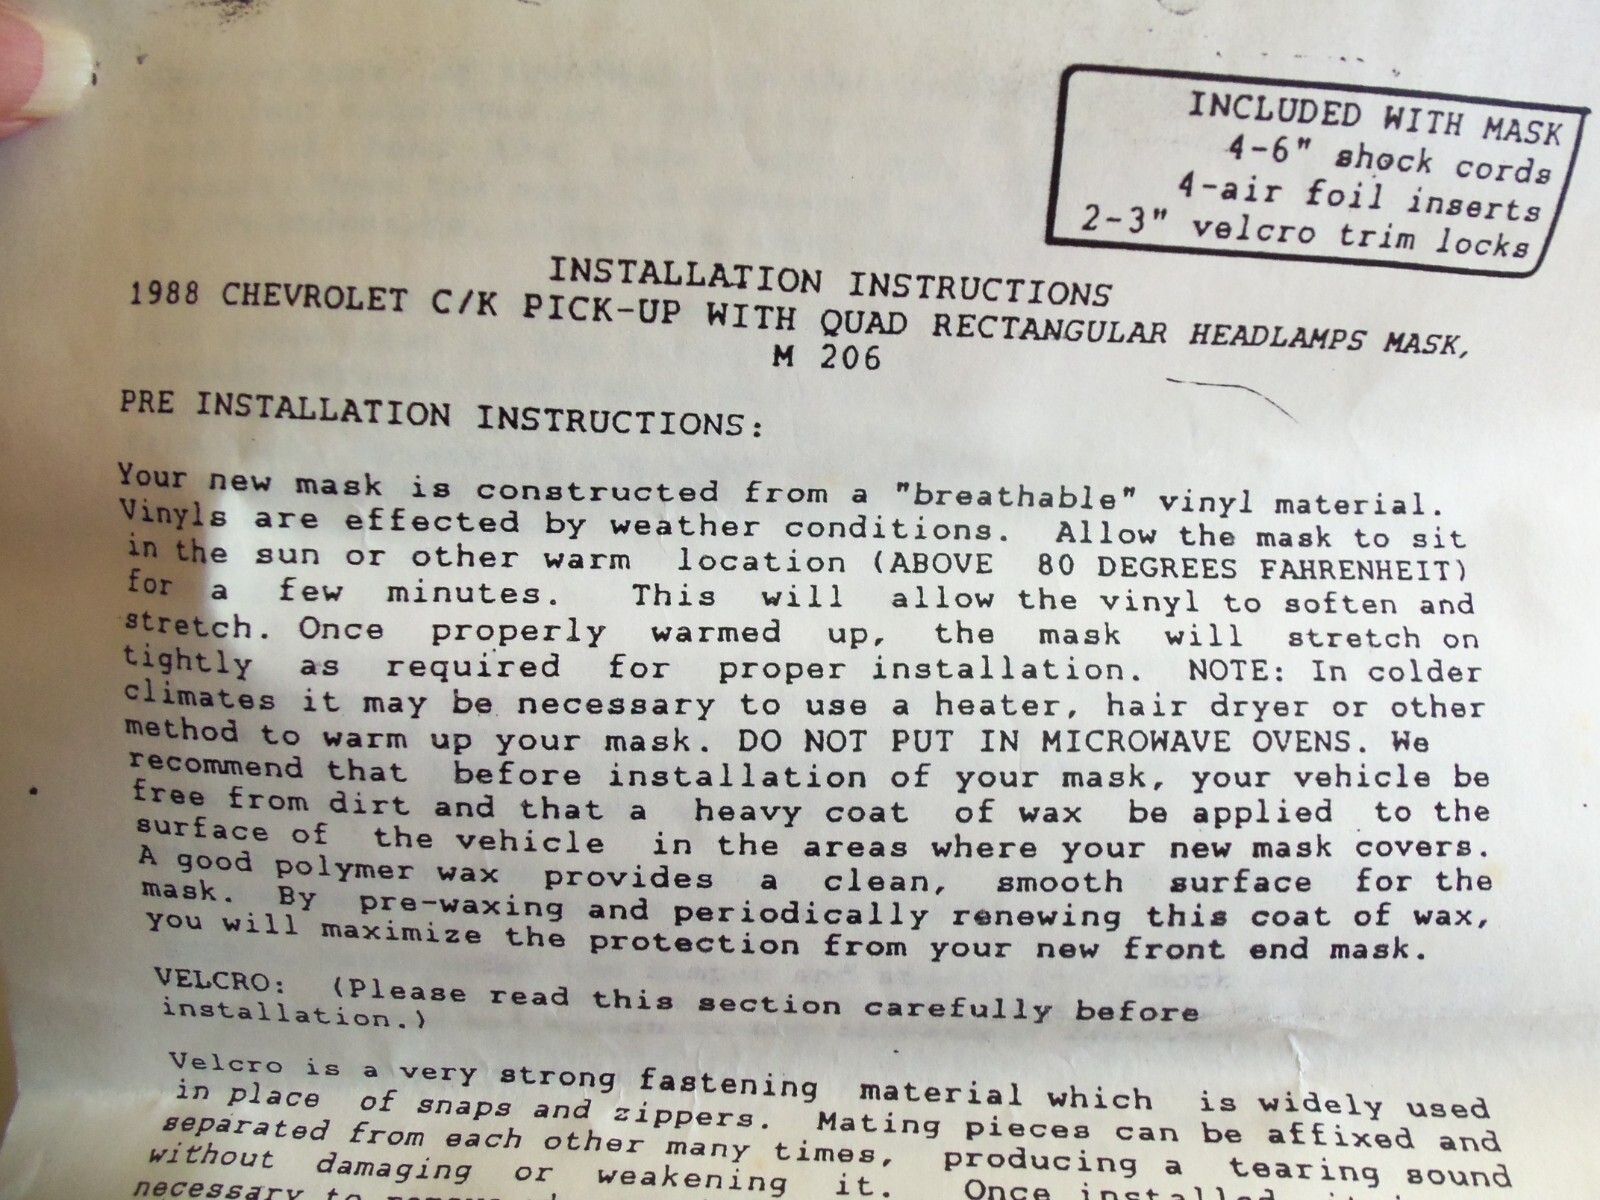 INCLUDED WITH MASK
4-6" shock cords
4-air foil inserts
2-3" velcro trim locks
INSTALLATION INSTRUCTIONS
1988 CHEVROLET C/K PICK-UP WITH QUAD RECTANGULAR HEADLAMPS MASK,
M 206
PRE INSTALLATION INSTRUCTIONS:
Your new mask is constructed from a "breathable" vinyl material.
Vinyls are effected by weather conditions. Allow the mask to sit
in the sun or other warm location (ABOVE 80 DEGREES FAHRENHEIT)
for a few minutes. This will allow the vinyl to soften and
stretch. Once properly warmed up, the mask will stretch on
tightly as required for proper installation. NOTE: In colder
climates it may be necessary to use a heater, hair dryer or other
method to warm up your mask. DO NOT PUT IN MICROWAVE OVENS. We
recommend that before installation of your mask, your vehicle be
free from dirt and that a heavy coat of wax be applied to the
surface of the vehicle in the areas where your new mask covers.
A good polymer wax provides a clean, smooth surface for the
mask. By pre-waxing and periodically renewing this coat of wax,
you will maximize the protection from your new front end mask.
VELCRO: (Please read this section carefully before
installation.)
Velcro is a very strong fastening material which is widely used
in place of snaps and zippers. Mating pieces can be affixed and
separated from each other many times, producing a tearing sound
without damaging or weakening it. Once installed,
necessary to